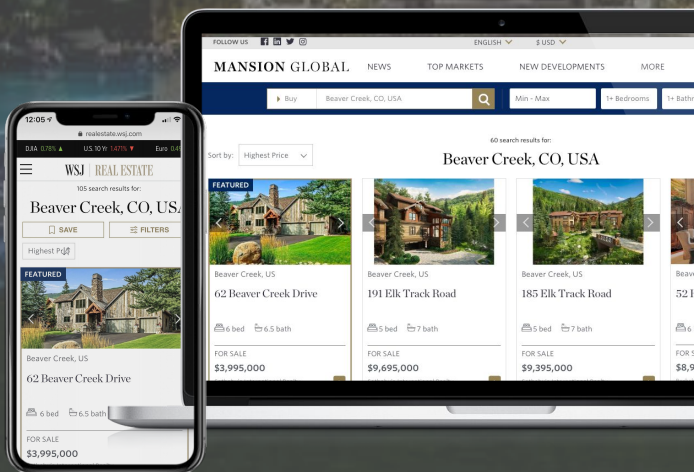 FOLLOW US
ENGLISH
$ USD
MANSION GLOBAL
NEWS
TOP MARKETS
NEW DEVELOPMENTS
MORE
Buy
Beaver Creek, CO, USA
Min - Max
1+ Bedrooms
60 search results for:
Sort by:
Highest Price
Beaver Creek, CO, USA
FEATURED
Beaver Creek, US
62 Beaver Creek Drive
6 bed
6.5 bath
FOR SALE
$3,995,000
Beaver Creek, US
191 Elk Track Road
5 bed
7 bath
FOR SALE
$9,695,000
Beaver Creek, US
185 Elk Track Road
5 bed
7 bath
FOR SALE
$9,395,000
12:05
realestate.wsj.com
DJIA 0.78% ▲
U.S. 10 Yr 1.471% ▼
Euro
WSJ | REAL ESTATE
105 search results for:
Beaver Creek, CO, US
SAVE
FILTERS
Highest
FEATURED
Beaver Creek, US
62 Beaver Creek Drive
6 bed
6.5 bath
FOR SALE
$3,995,000